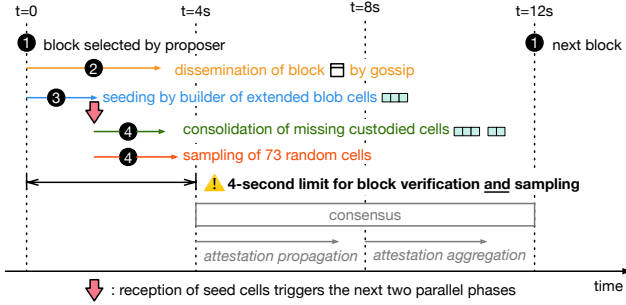 t=0 t=4s t=8s t=12s
1 block selected by proposer 1 next block
2 dissemination of block by gossip
3 seeding by builder of extended blob cells
4 consolidation of missing custodied cells
4 sampling of 73 random cells
4-second limit for block verification and sampling
consensus
attestation propagation attestation aggregation
time
: reception of seed cells triggers the next two parallel phases